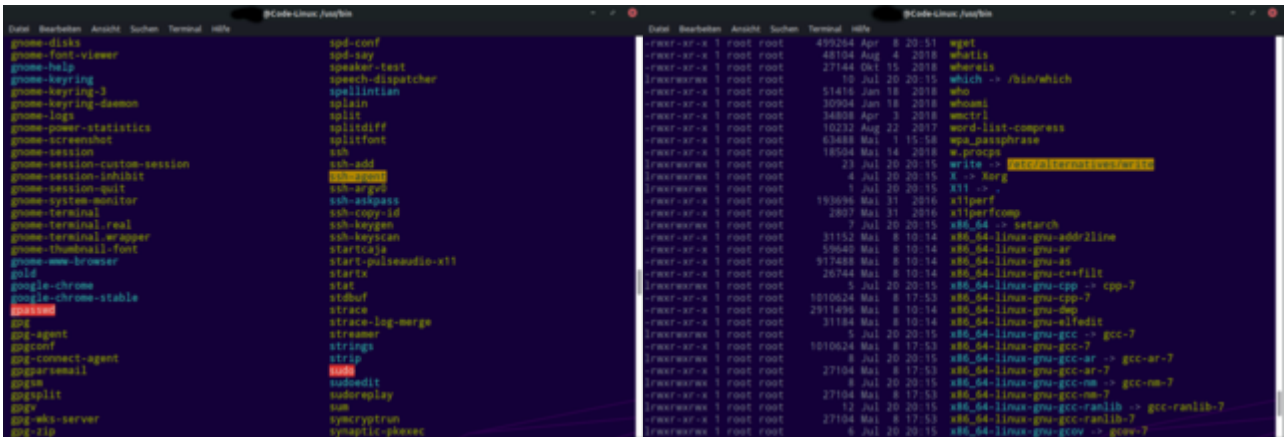 @Code-Linux: /usr/bin
Datei Bearbeiten Ansicht Suchen Terminal Hilfe
gnome-disks spd-conf
gnome-font-viewer spd-say
gnome-help speaker-test
gnome-keyring speech-dispatcher
gnome-keyring-3 spellintian
gnome-keyring-daemon splain
gnome-logs split
gnome-power-statistics splitdiff
gnome-screenshot splitfont
gnome-session ssh
gnome-session-custom-session ssh-add
gnome-session-inhibit ssh-agent
gnome-session-quit ssh-argv0
gnome-system-monitor ssh-askpass
gnome-terminal ssh-copy-id
gnome-terminal.real ssh-keygen
gnome-terminal.wrapper ssh-keyscan
gnome-thumbnail-font startcaja
gnome-www-browser start-pulseaudio-x11
gold startx
google-chrome stat
google-chrome-stable stdbuf
gpasswd strace
gpg strace-log-merge
gpg-agent streamer
gpgconf strings
gpg-connect-agent strip
gpgparsemail sudo
gpgsm sudoedit
gpgsplit sudoreplay
gpgv sum
gpg-wks-server symcryptrun
gpg-zip synaptic-pkexec
@Code-Linux: /usr/bin
Datei Bearbeiten Ansicht Suchen Terminal Hilfe
-rwxr-xr-x 1 root root 499264 Apr 8 20:51 wget
-rwxr-xr-x 1 root root 48104 Aug 4 2018 whatis
-rwxr-xr-x 1 root root 27144 Okt 15 2018 whereis
lrwxrwxrwx 1 root root 10 Jul 20 20:15 which -> /bin/which
-rwxr-xr-x 1 root root 51416 Jan 18 2018 who
-rwxr-xr-x 1 root root 30904 Jan 18 2018 whoami
-rwxr-xr-x 1 root root 34808 Apr 3 2018 wmctrl
-rwxr-xr-x 1 root root 10232 Aug 22 2017 word-list-compress
-rwxr-xr-x 1 root root 63488 Mai 1 15:58 wpa_passphrase
-rwxr-xr-x 1 root root 18504 Mai 14 2018 w.procps
lrwxrwxrwx 1 root root 23 Jul 20 20:15 write -> /etc/alternatives/write
lrwxrwxrwx 1 root root 4 Jul 20 20:15 X -> Xorg
lrwxrwxrwx 1 root root 1 Jul 20 20:15 X11 -> .
-rwxr-xr-x 1 root root 193696 Mai 31 2016 x11perf
-rwxr-xr-x 1 root root 2807 Mai 31 2016 x11perfcomp
lrwxrwxrwx 1 root root 7 Jul 20 20:15 x86_64 -> setarch
-rwxr-xr-x 1 root root 31152 Mai 8 10:14 x86_64-linux-gnu-addr2line
-rwxr-xr-x 1 root root 59640 Mai 8 10:14 x86_64-linux-gnu-ar
-rwxr-xr-x 1 root root 917488 Mai 8 10:14 x86_64-linux-gnu-as
-rwxr-xr-x 1 root root 26744 Mai 8 10:14 x86_64-linux-gnu-c++filt
lrwxrwxrwx 1 root root 5 Jul 20 20:15 x86_64-linux-gnu-cpp -> cpp-7
-rwxr-xr-x 1 root root 1010624 Mai 8 17:53 x86_64-linux-gnu-cpp-7
-rwxr-xr-x 1 root root 2911496 Mai 8 10:14 x86_64-linux-gnu-dwp
-rwxr-xr-x 1 root root 31184 Mai 8 10:14 x86_64-linux-gnu-elfedit
lrwxrwxrwx 1 root root 5 Jul 20 20:15 x86_64-linux-gnu-gcc -> gcc-7
-rwxr-xr-x 1 root root 1010624 Mai 8 17:53 x86_64-linux-gnu-gcc-7
lrwxrwxrwx 1 root root 8 Jul 20 20:15 x86_64-linux-gnu-gcc-ar -> gcc-ar-7
-rwxr-xr-x 1 root root 27104 Mai 8 17:53 x86_64-linux-gnu-gcc-ar-7
lrwxrwxrwx 1 root root 8 Jul 20 20:15 x86_64-linux-gnu-gcc-nm -> gcc-nm-7
-rwxr-xr-x 1 root root 27104 Mai 8 17:53 x86_64-linux-gnu-gcc-nm-7
lrwxrwxrwx 1 root root 12 Jul 20 20:15 x86_64-linux-gnu-gcc-ranlib -> gcc-ranlib-7
-rwxr-xr-x 1 root root 27104 Mai 8 17:53 x86_64-linux-gnu-gcc-ranlib-7
lrwxrwxrwx 1 root root 6 Jul 20 20:15 x86_64-linux-gnu-gcov -> gcov-7